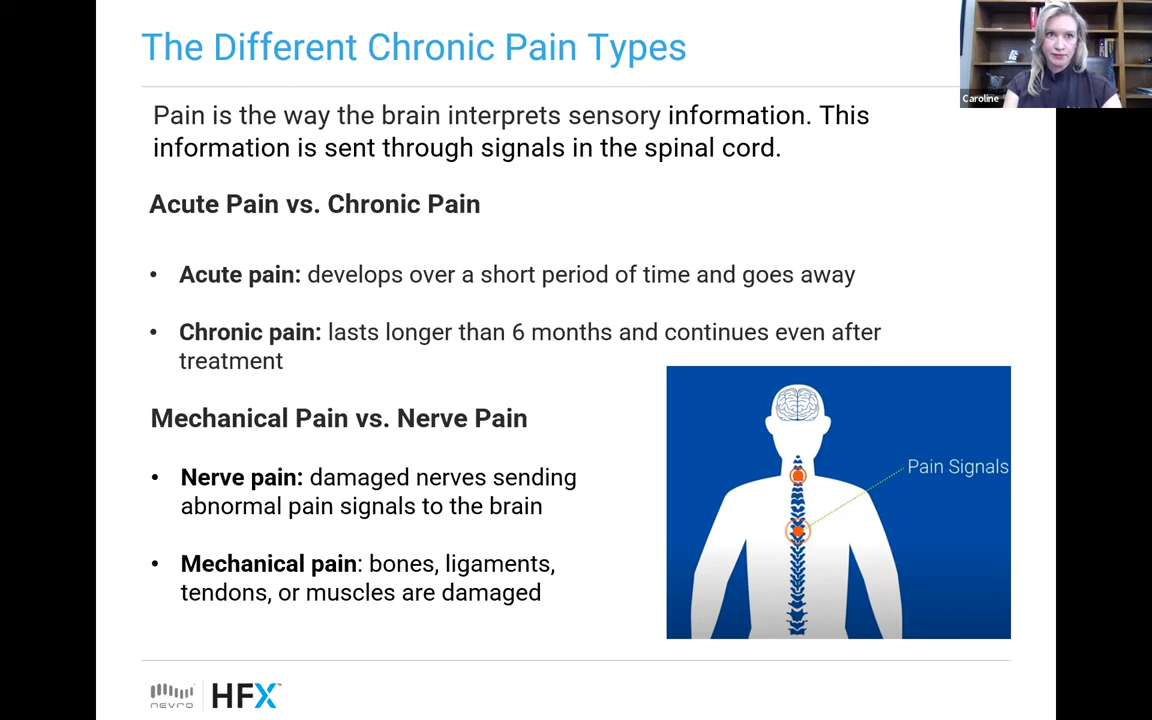 The Different Chronic Pain Types
Caroline
Pain is the way the brain interprets sensory information. This
information is sent through signals in the spinal cord.
Acute Pain vs. Chronic Pain
• Acute pain: develops over a short period of time and goes away
• Chronic pain: lasts longer than 6 months and continues even after
treatment
Mechanical Pain vs. Nerve Pain
• Nerve pain: damaged nerves sending
abnormal pain signals to the brain
• Mechanical pain: bones, ligaments,
tendons, or muscles are damaged
Pain Signals
nevro HFX™